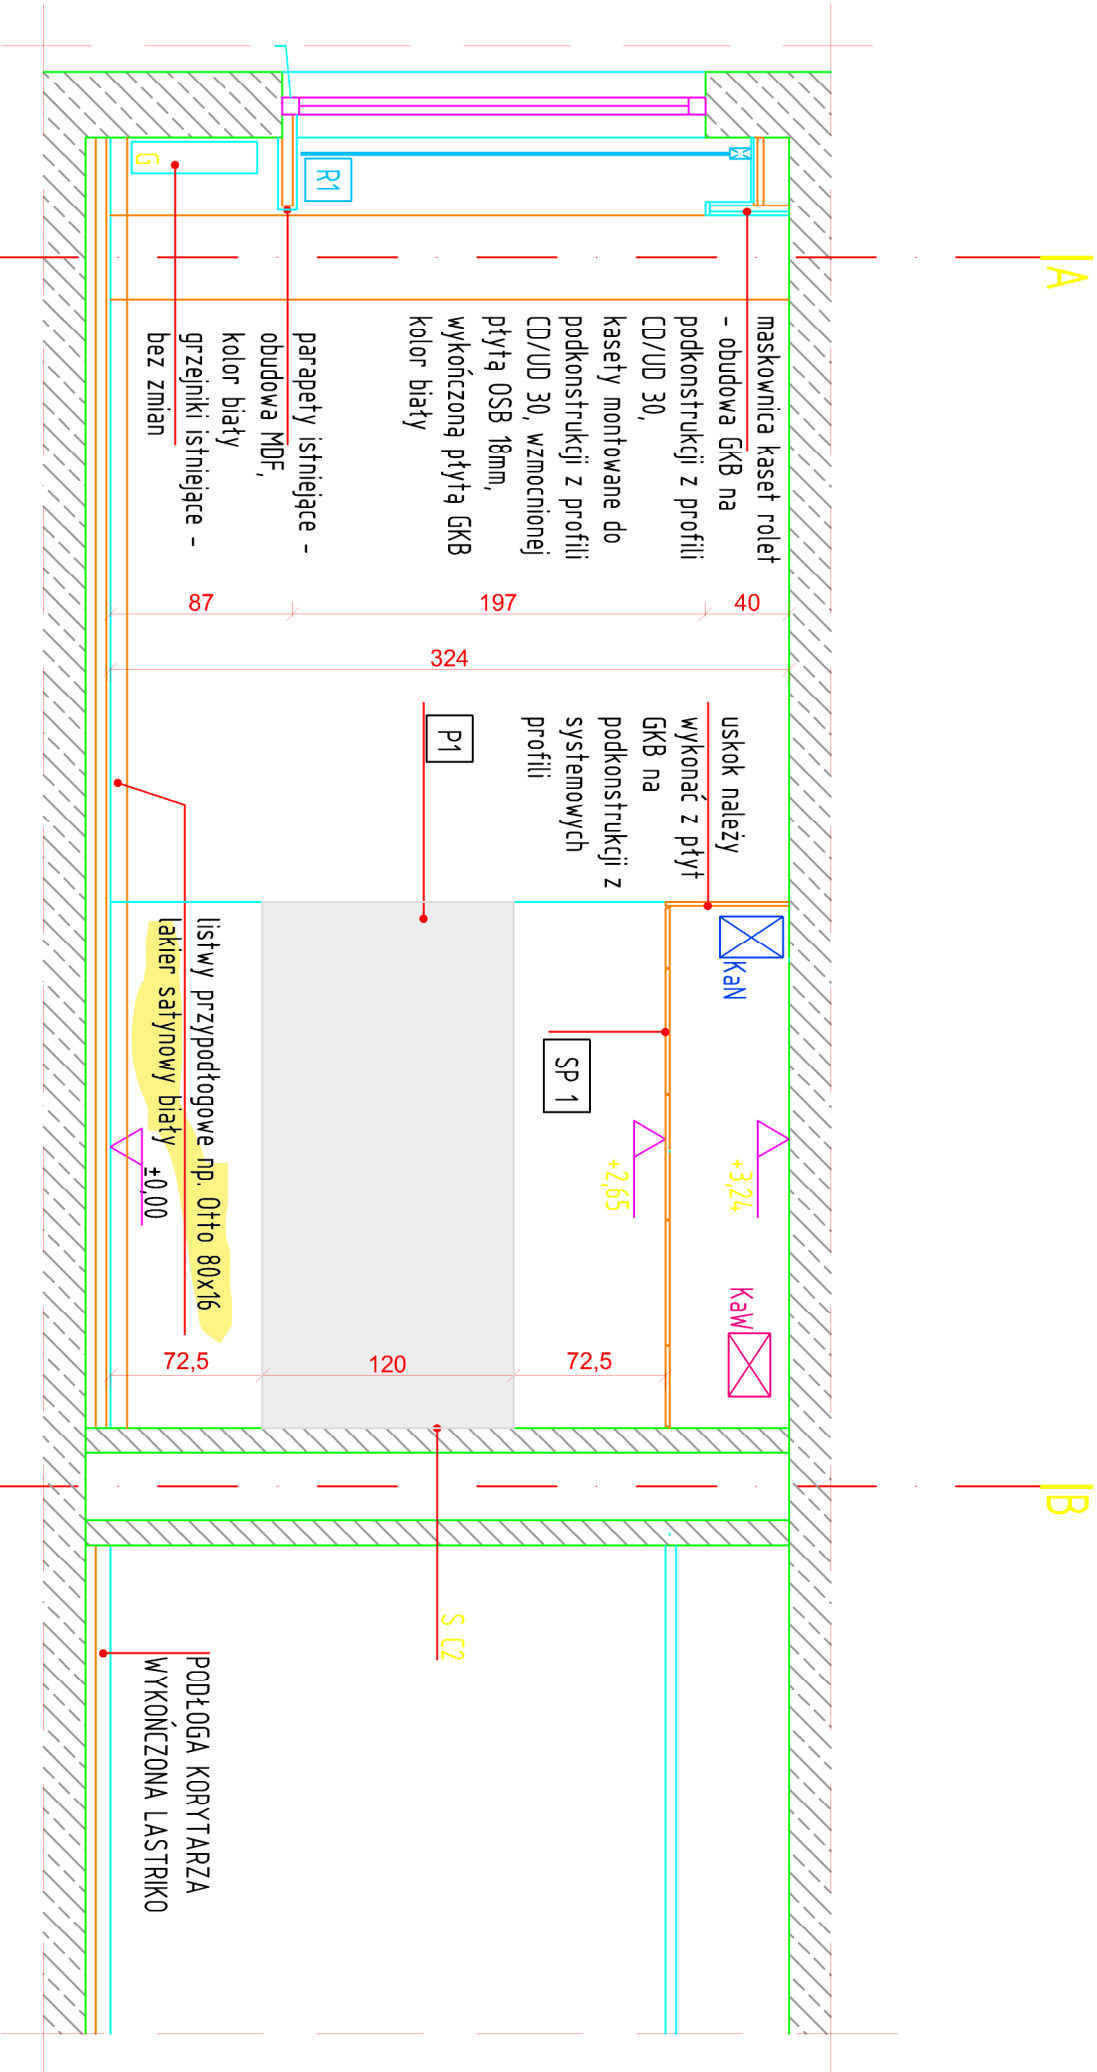 A
maskownica kaset rolet
- obudowa GKB na
podkonstrukcji z profili
CD/UD 30,
kasety montowane do
podkonstrukcji z profili
CD/UD 30, wzmocnionej
płytą OSB 18mm,
wykończoną płytą GKB
kolor biały
R1
parapety istniejące -
obudowa MDF,
kolor biały
grzejniki istniejące -
bez zmian
G
40
197
87
324
uskok należy
wykonać z płyt
GKB na
podkonstrukcji z
systemowych
profili
P1
KaN
SP 1
+3,24
+2,65
±0,00
listwy przypodłogowe np. Otto 80x16
lakier satynowy biały
KaW
72,5
120
72,5
B
S C2
PODŁOGA KORYTARZA
WYKOŃCZONA LASTRIKO